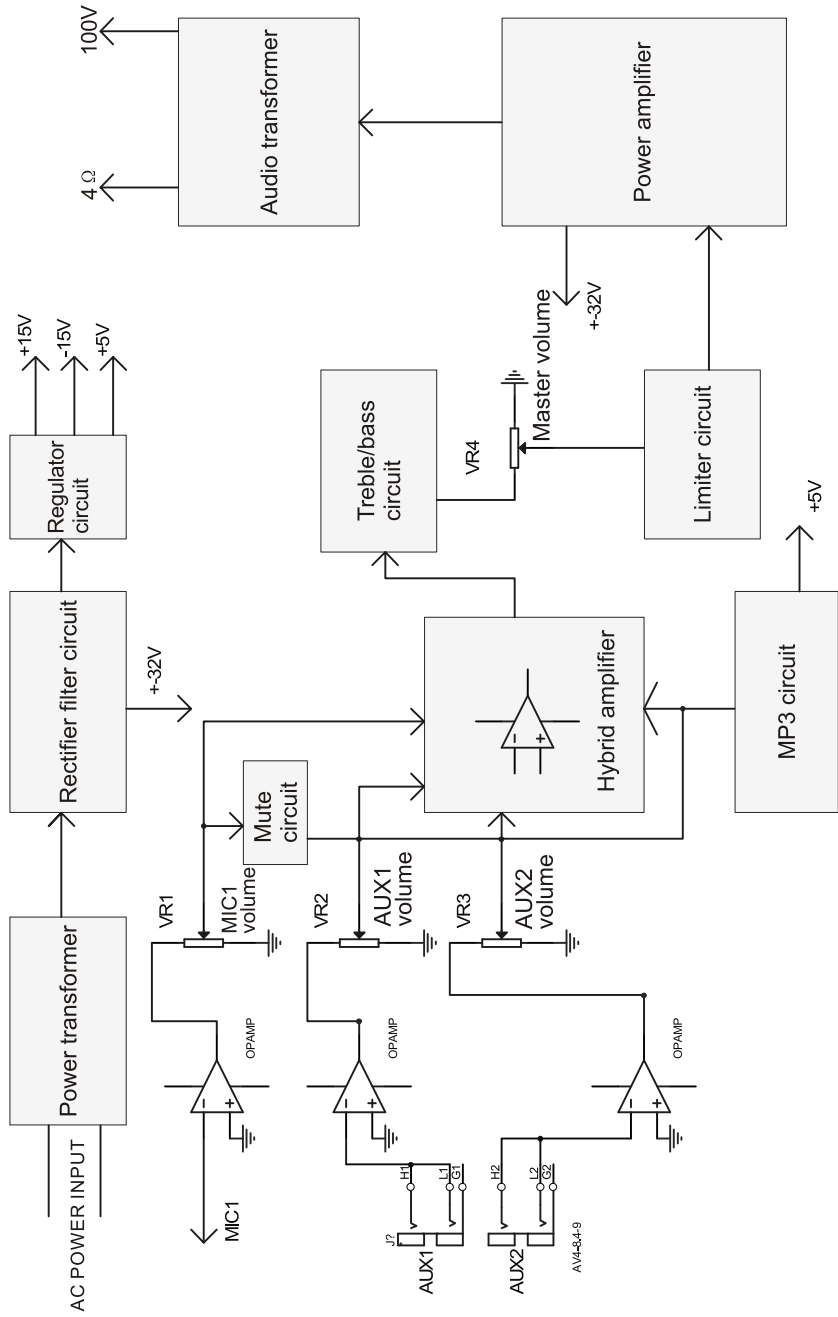 AC POWER INPUT
Power transformer
Rectifier filter circuit
+-32V
Regulator
circuit
+15V
-15V
+5V
MIC1
OPAMP
VR1
MIC1
volume
Mute
circuit
J?
AUX1
H1
L1
G1
OPAMP
VR2
AUX1
volume
AUX2
H2
L2
G2
AV4-8.4-9
OPAMP
VR3
AUX2
volume
Hybrid amplifier
MP3 circuit
+5V
Treble/bass
circuit
VR4
Master volume
Limiter circuit
+-32V
Power amplifier
Audio transformer
4 Ω
100V